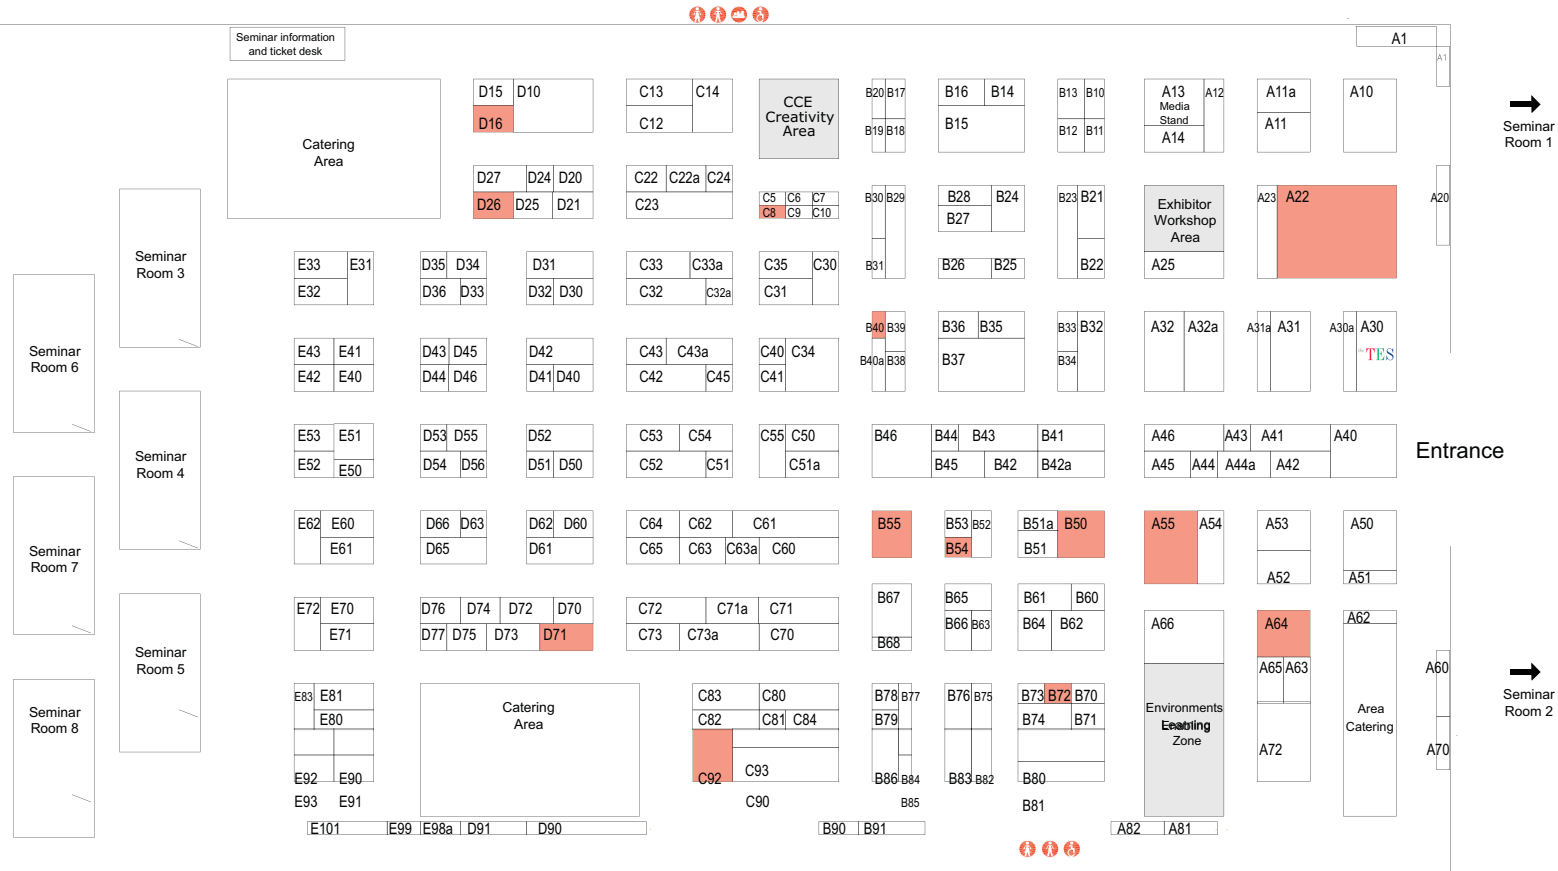 Seminar information
and ticket desk
A1
A1
D15 D10 C13 C14 CCE
Creativity
Area
B20 B17 B16 B14 B13 B10 A13 A12 A11a A10
Media
Stand
D16 C12 B19 B18 B15 B12 B11 A14 A11
Seminar
Room 1
Catering
Area
D27 D24 D20 C22 C22a C24
D26 D25 D21 C23 C5 C6 C7
C8 C9 C10
B30 B29 B28 B24 B23 B21 A23 A22 A20
B27
Exhibitor
Workshop
Area
Seminar
Room 3
E33 E31 D35 D34 D31 C33 C33a C35 C30 B31 B26 B25 B22 A25
E32 D36 D33 D32 D30 C32 C32a C31
B40 B39 B36 B35 B33 B32 A32 A32a A31a A31 A30a A30
Seminar
Room 6
E43 E41 D43 D45 D42 C43 C43a C40 C34 B40a B38 B37 B34 the TES
E42 E40 D44 D46 D41 D40 C42 C45 C41
E53 E51 D53 D55 D52 C53 C54 C55 C50 B46 B44 B43 B41 A46 A43 A41 A40
Entrance
Seminar
Room 4
E52 E50 D54 D56 D51 D50 C52 C51 C51a B45 B42 B42a A45 A44 A44a A42
E62 E60 D66 D63 D62 D60 C64 C62 C61 B55 B53 B52 B51a B50 A55 A54 A53 A50
E61 D65 D61 C65 C63 C63a C60 B54 B51
Seminar
Room 7
A52 A51
E72 E70 D76 D74 D72 D70 C72 C71a C71 B67 B65 B61 B60 A66 A64 A62
E71 D77 D75 D73 D71 C73 C73a C70 B68 B66 B63 B64 B62
Seminar
Room 5
A65 A63 A60
Seminar
Room 2
E83 E81 C83 C80 B78 B77 B76 B75 B73 B72 B70
E80 C82 C81 C84 B79 B74 B71
Seminar
Room 8
Catering
Area
Environments
Learning
Enabling
Zone
Area
Catering
A72 A70
E92 E90 C92 C93 B86 B84 B83 B82 B80
E93 E91 C90 B85 B81
E101 E99 E98a D91 D90 B90 B91 A82 A81